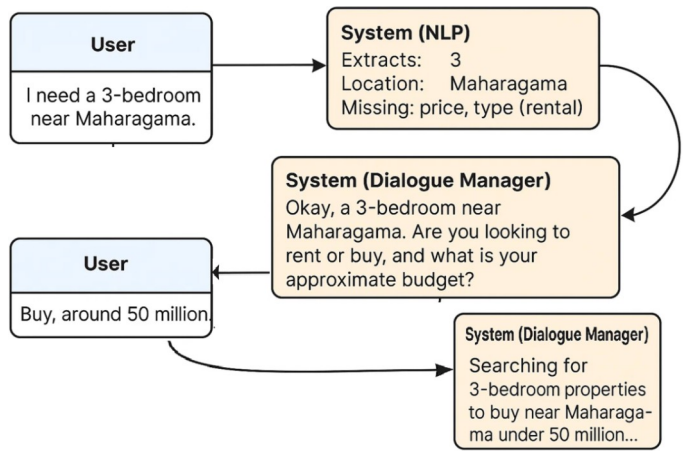 User
I need a 3-bedroom
near Maharagama.
System (NLP)
Extracts: 3
Location: Maharagama
Missing: price, type (rental)
System (Dialogue Manager)
Okay, a 3-bedroom near
Maharagama. Are you looking to
rent or buy, and what is your
approximate budget?
User
Buy, around 50 million.
System (Dialogue Manager)
Searching for
3-bedroom properties
to buy near Maharaga-
ma under 50 million...